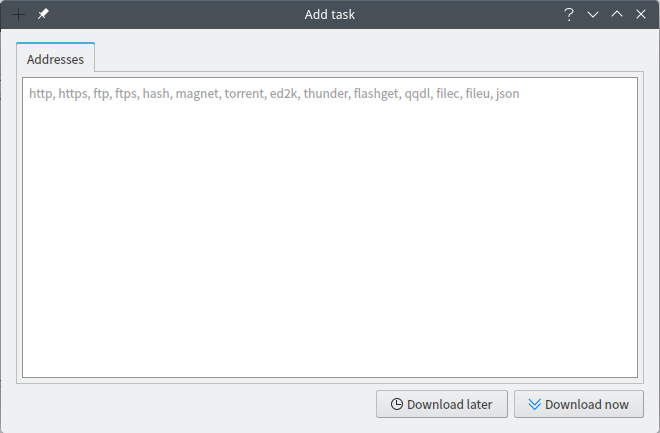 Add task
Addresses
http, https, ftp, ftps, hash, magnet, torrent, ed2k, thunder, flashget, qqdl, filec, fileu, json
Download later
Download now